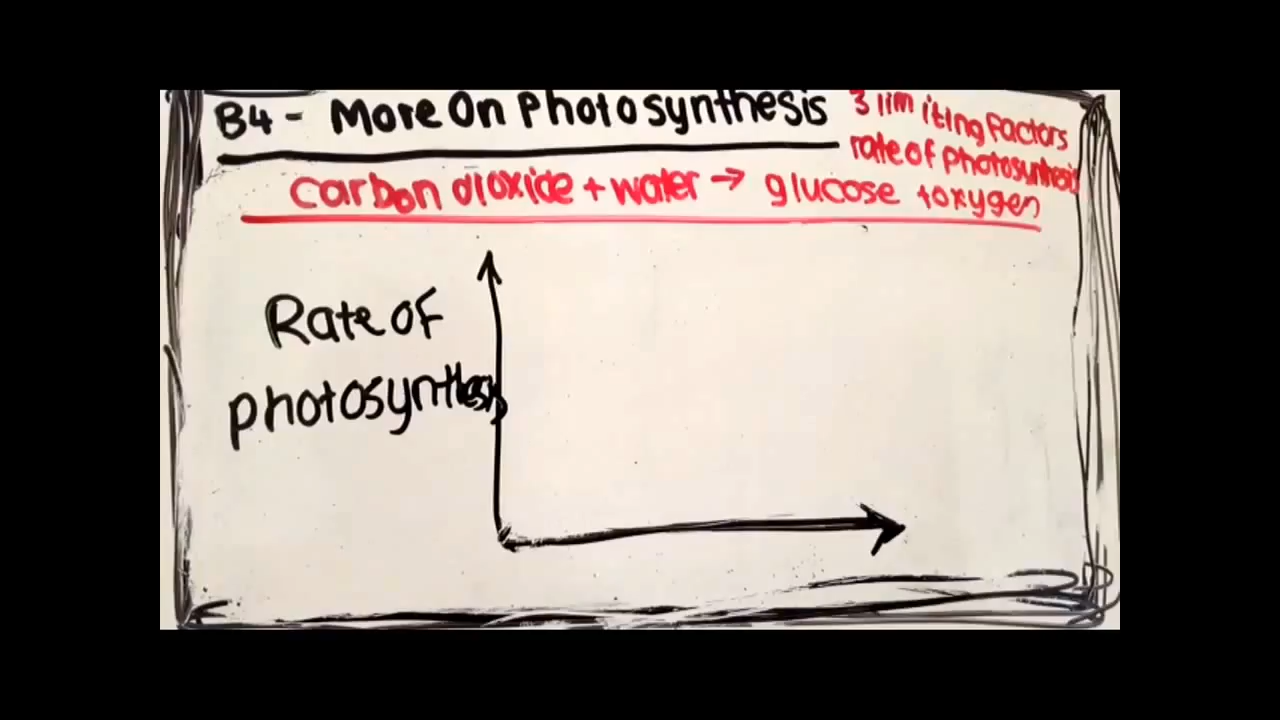 B4 - More On Photosynthesis
3 limiting factors
rate of photosynthesis
carbon dioxide + water → glucose + oxygen
Rate of
photosynthesis